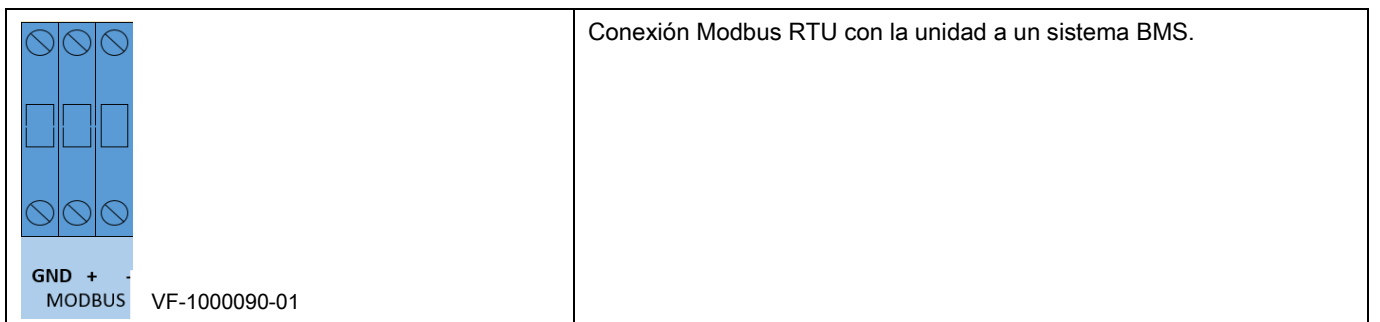 Conexión Modbus RTU con la unidad a un sistema BMS.
GND + -
MODBUS
VF-1000090-01